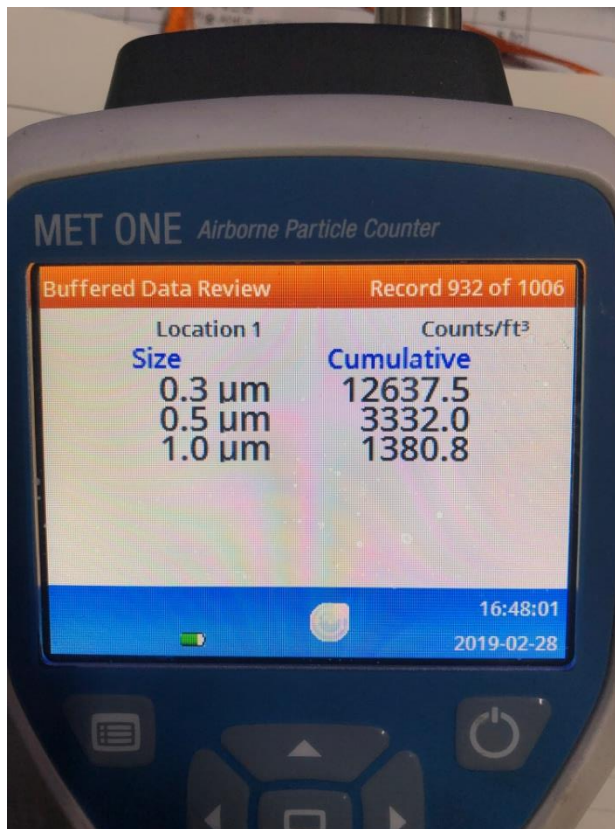 MET ONE Airborne Particle Counter
Buffered Data Review Record 932 of 1006
Location 1 Counts/ft³
Size Cumulative
0.3 μm 12637.5
0.5 μm 3332.0
1.0 μm 1380.8
16:48:01
2019-02-28